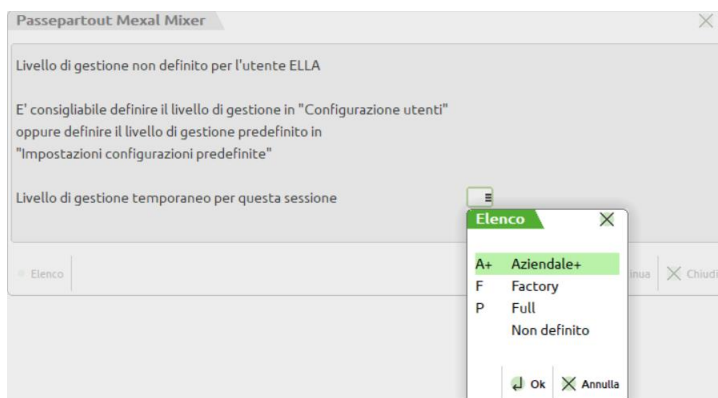 Passepartout Mexal Mixer
Livello di gestione non definito per l'utente ELLA
E' consigliabile definire il livello di gestione in "Configurazione utenti"
oppure definire il livello di gestione predefinito in
"Impostazioni configurazioni predefinite"
Livello di gestione temporaneo per questa sessione
Elenco
A+ Aziendale+
F Factory
P Full
Non definito
Ok Annulla
Elenco inua Chiudi